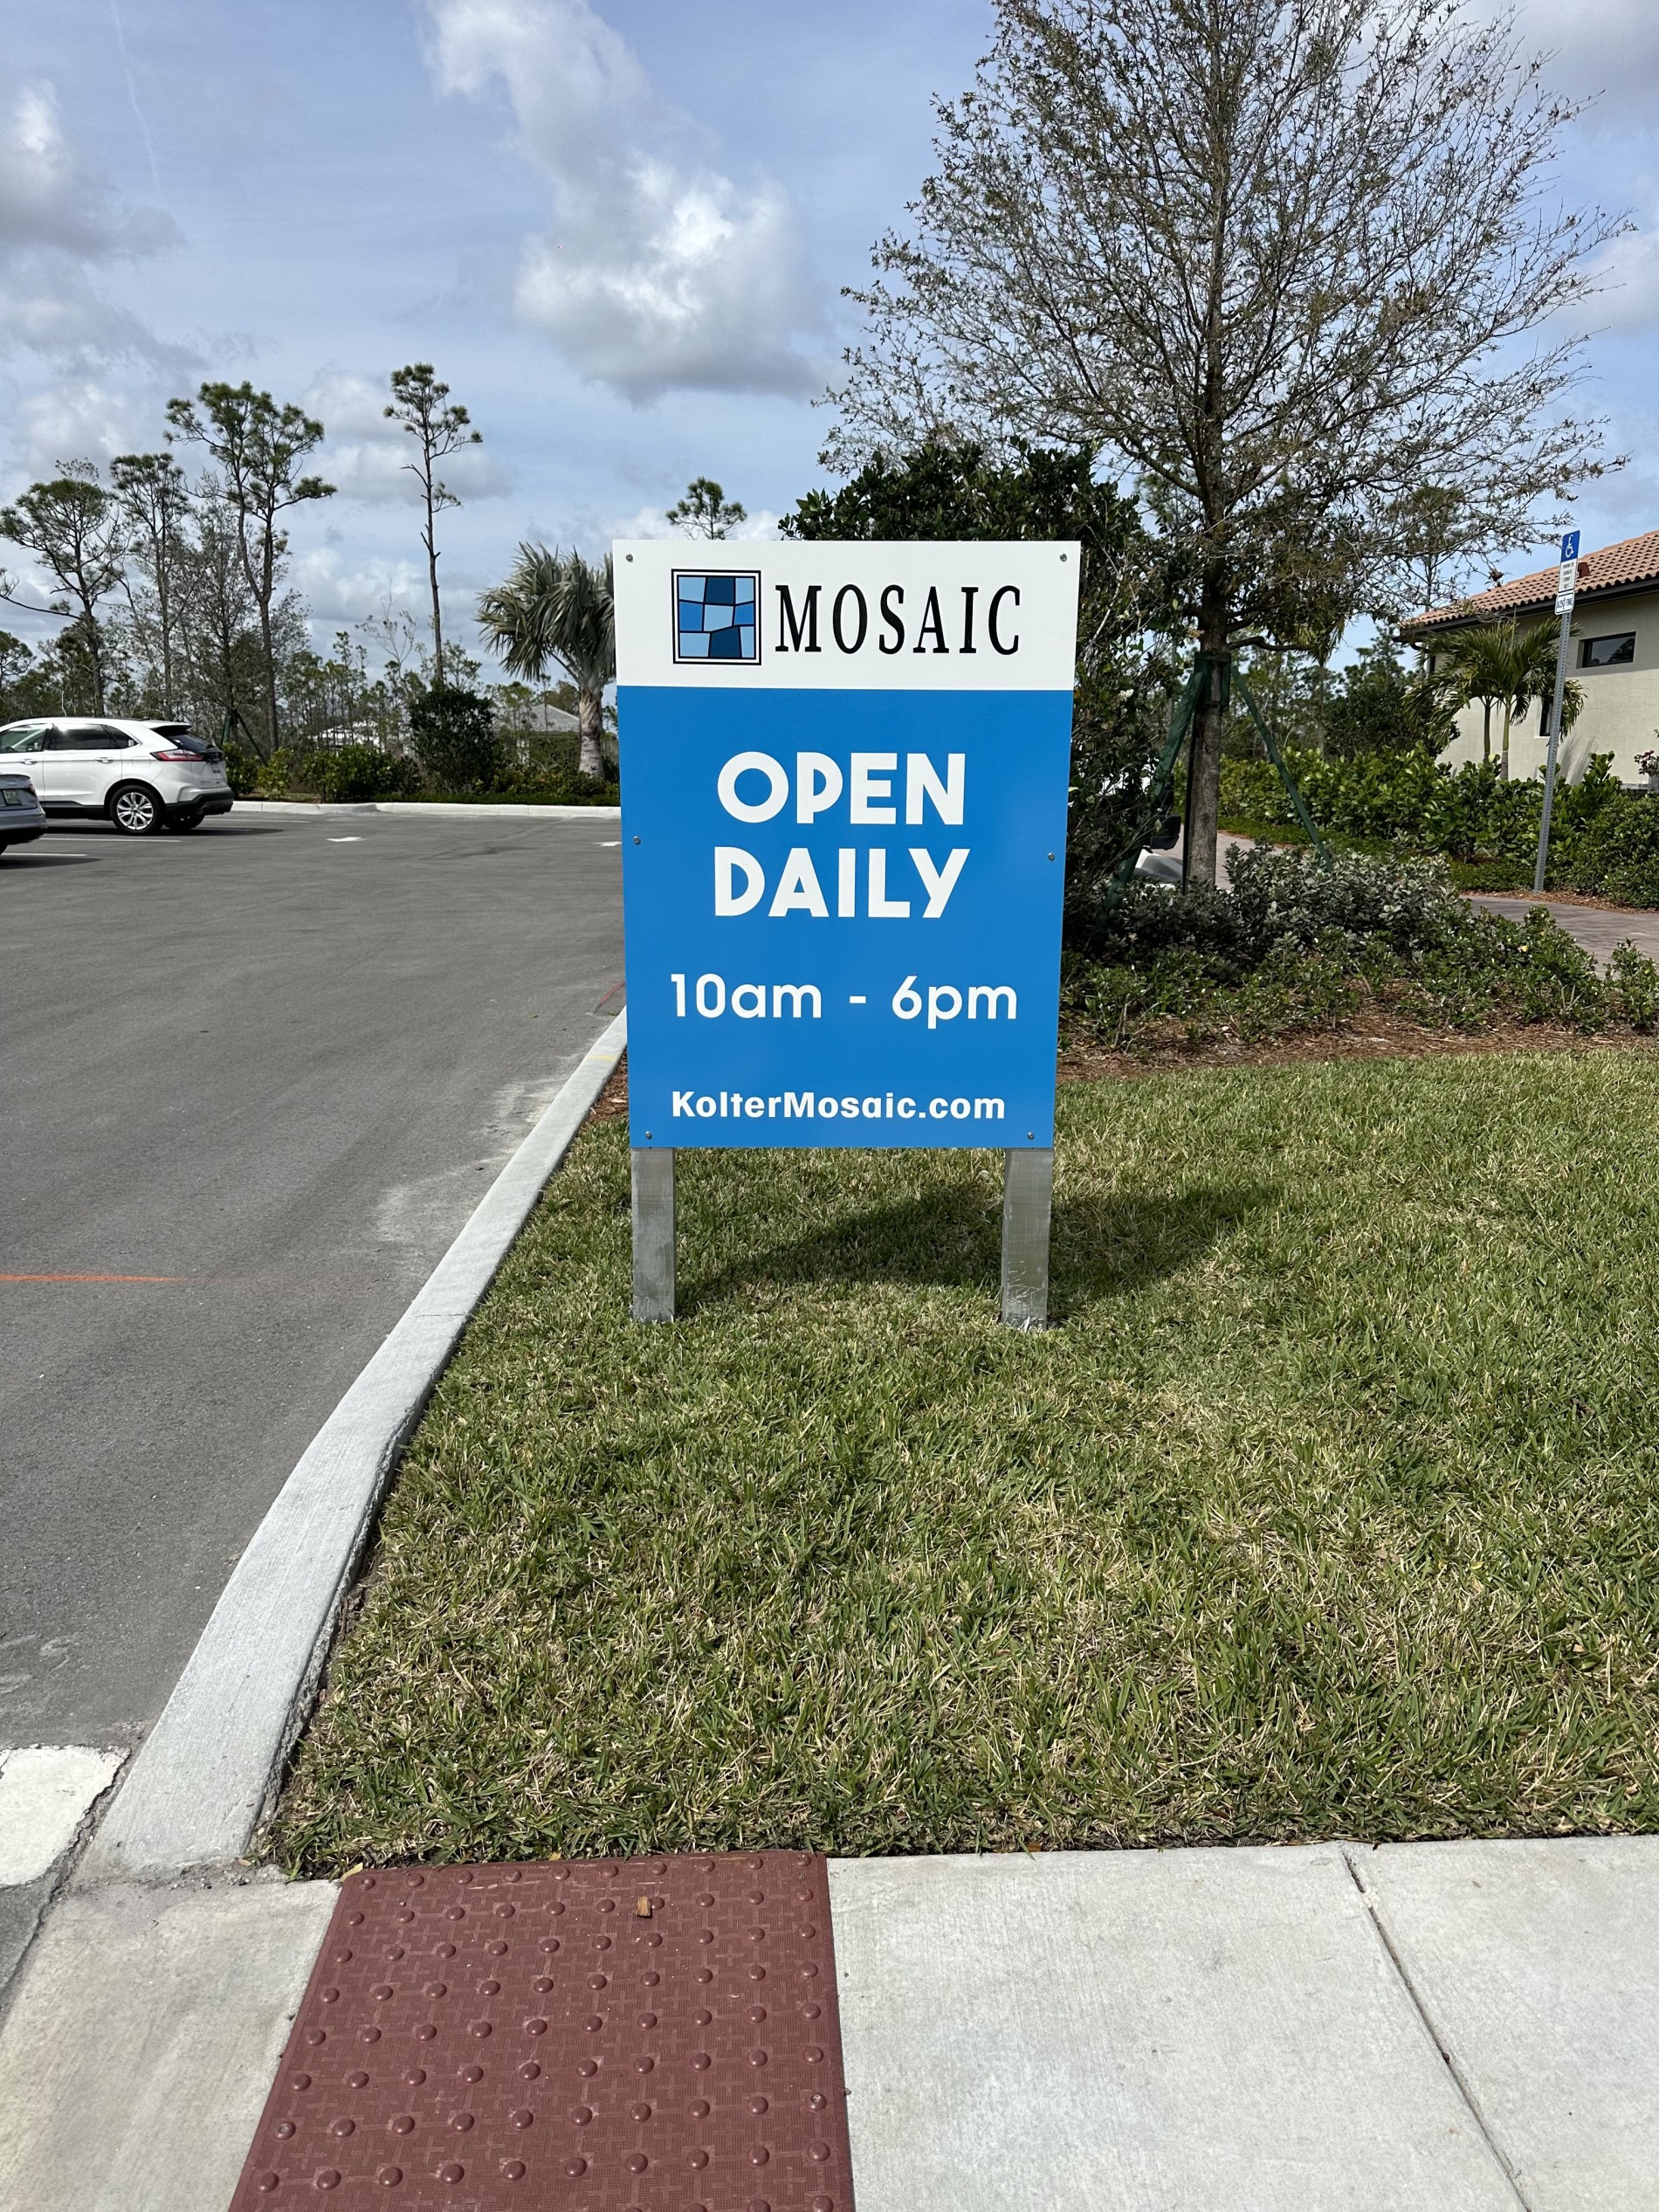 MOSAIC
OPEN
DAILY
10am - 6pm
KolterMosaic.com